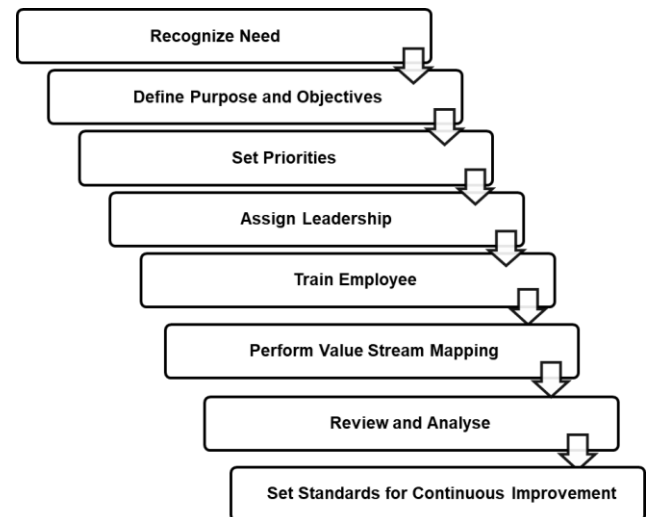 Recognize Need
Define Purpose and Objectives
Set Priorities
Assign Leadership
Train Employee
Perform Value Stream Mapping
Review and Analyse
Set Standards for Continuous Improvement